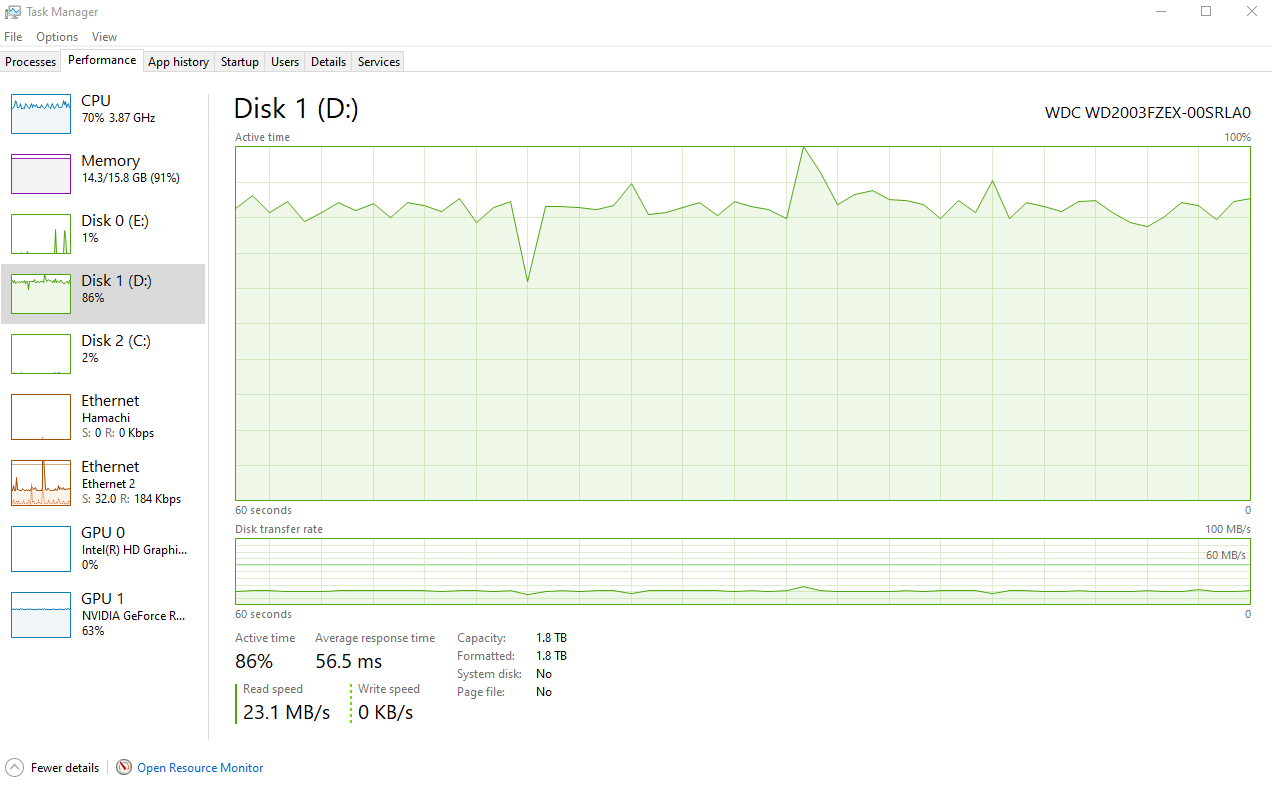 Task Manager
File Options View
Processes Performance App history Startup Users Details Services
CPU
70% 3.87 GHz
Memory
14.3/15.8 GB (91%)
Disk 0 (E:)
1%
Disk 1 (D:)
86%
Disk 2 (C:)
2%
Ethernet
Hamachi
S: 0 R: 0 Kbps
Ethernet
Ethernet 2
S: 32.0 R: 184 Kbps
GPU 0
Intel(R) HD Graphi...
0%
GPU 1
NVIDIA GeForce R...
63%
Disk 1 (D:) WDC WD2003FZEX-00SRLA0
Active time 100%
60 seconds 0
Disk transfer rate 100 MB/s
60 MB/s
60 seconds 0
Active time Average response time
86% 56.5 ms
Read speed Write speed
23.1 MB/s 0 KB/s
Capacity: 1.8 TB
Formatted: 1.8 TB
System disk: No
Page file: No
Fewer details Open Resource Monitor